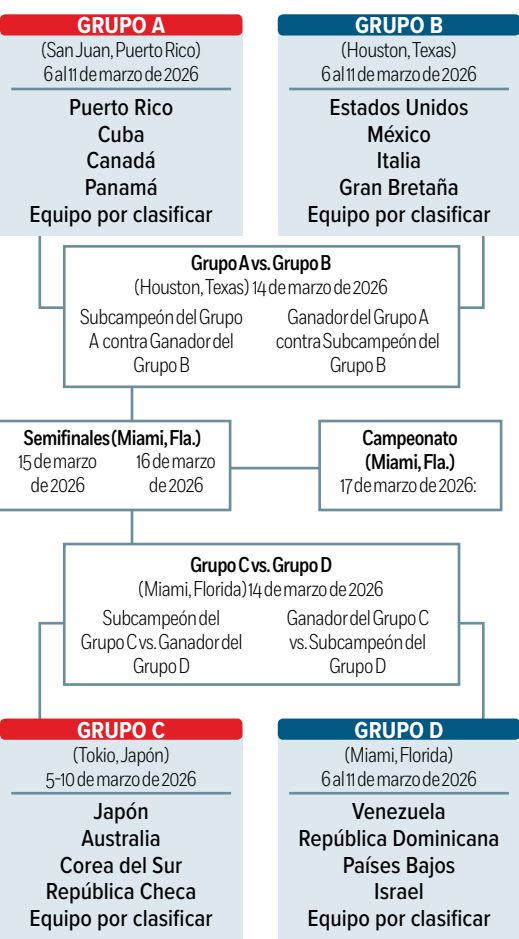 GRUPO A
(San Juan, Puerto Rico)
6 al 11 de marzo de 2026
Puerto Rico
Cuba
Canadá
Panamá
Equipo por clasificar
GRUPO B
(Houston, Texas)
6 al 11 de marzo de 2026
Estados Unidos
México
Italia
Gran Bretaña
Equipo por clasificar
Grupo A vs. Grupo B
(Houston, Texas) 14 de marzo de 2026
Subcampeón del Grupo
A contra Ganador del
Grupo B
Ganador del Grupo A
contra Subcampeón del
Grupo B
Semifinales (Miami, Fla.)
15 de marzo
de 2026
16 de marzo
de 2026
Campeonato
(Miami, Fla.)
17 de marzo de 2026:
Grupo C vs. Grupo D
(Miami, Florida) 14 de marzo de 2026
Subcampeón del
Grupo C vs. Ganador del
Grupo D
Ganador del Grupo C
vs. Subcampeón del
Grupo D
GRUPO C
(Tokio, Japón)
5-10 de marzo de 2026
Japón
Australia
Corea del Sur
República Checa
Equipo por clasificar
GRUPO D
(Miami, Florida)
6 al 11 de marzo de 2026
Venezuela
República Dominicana
Países Bajos
Israel
Equipo por clasificar